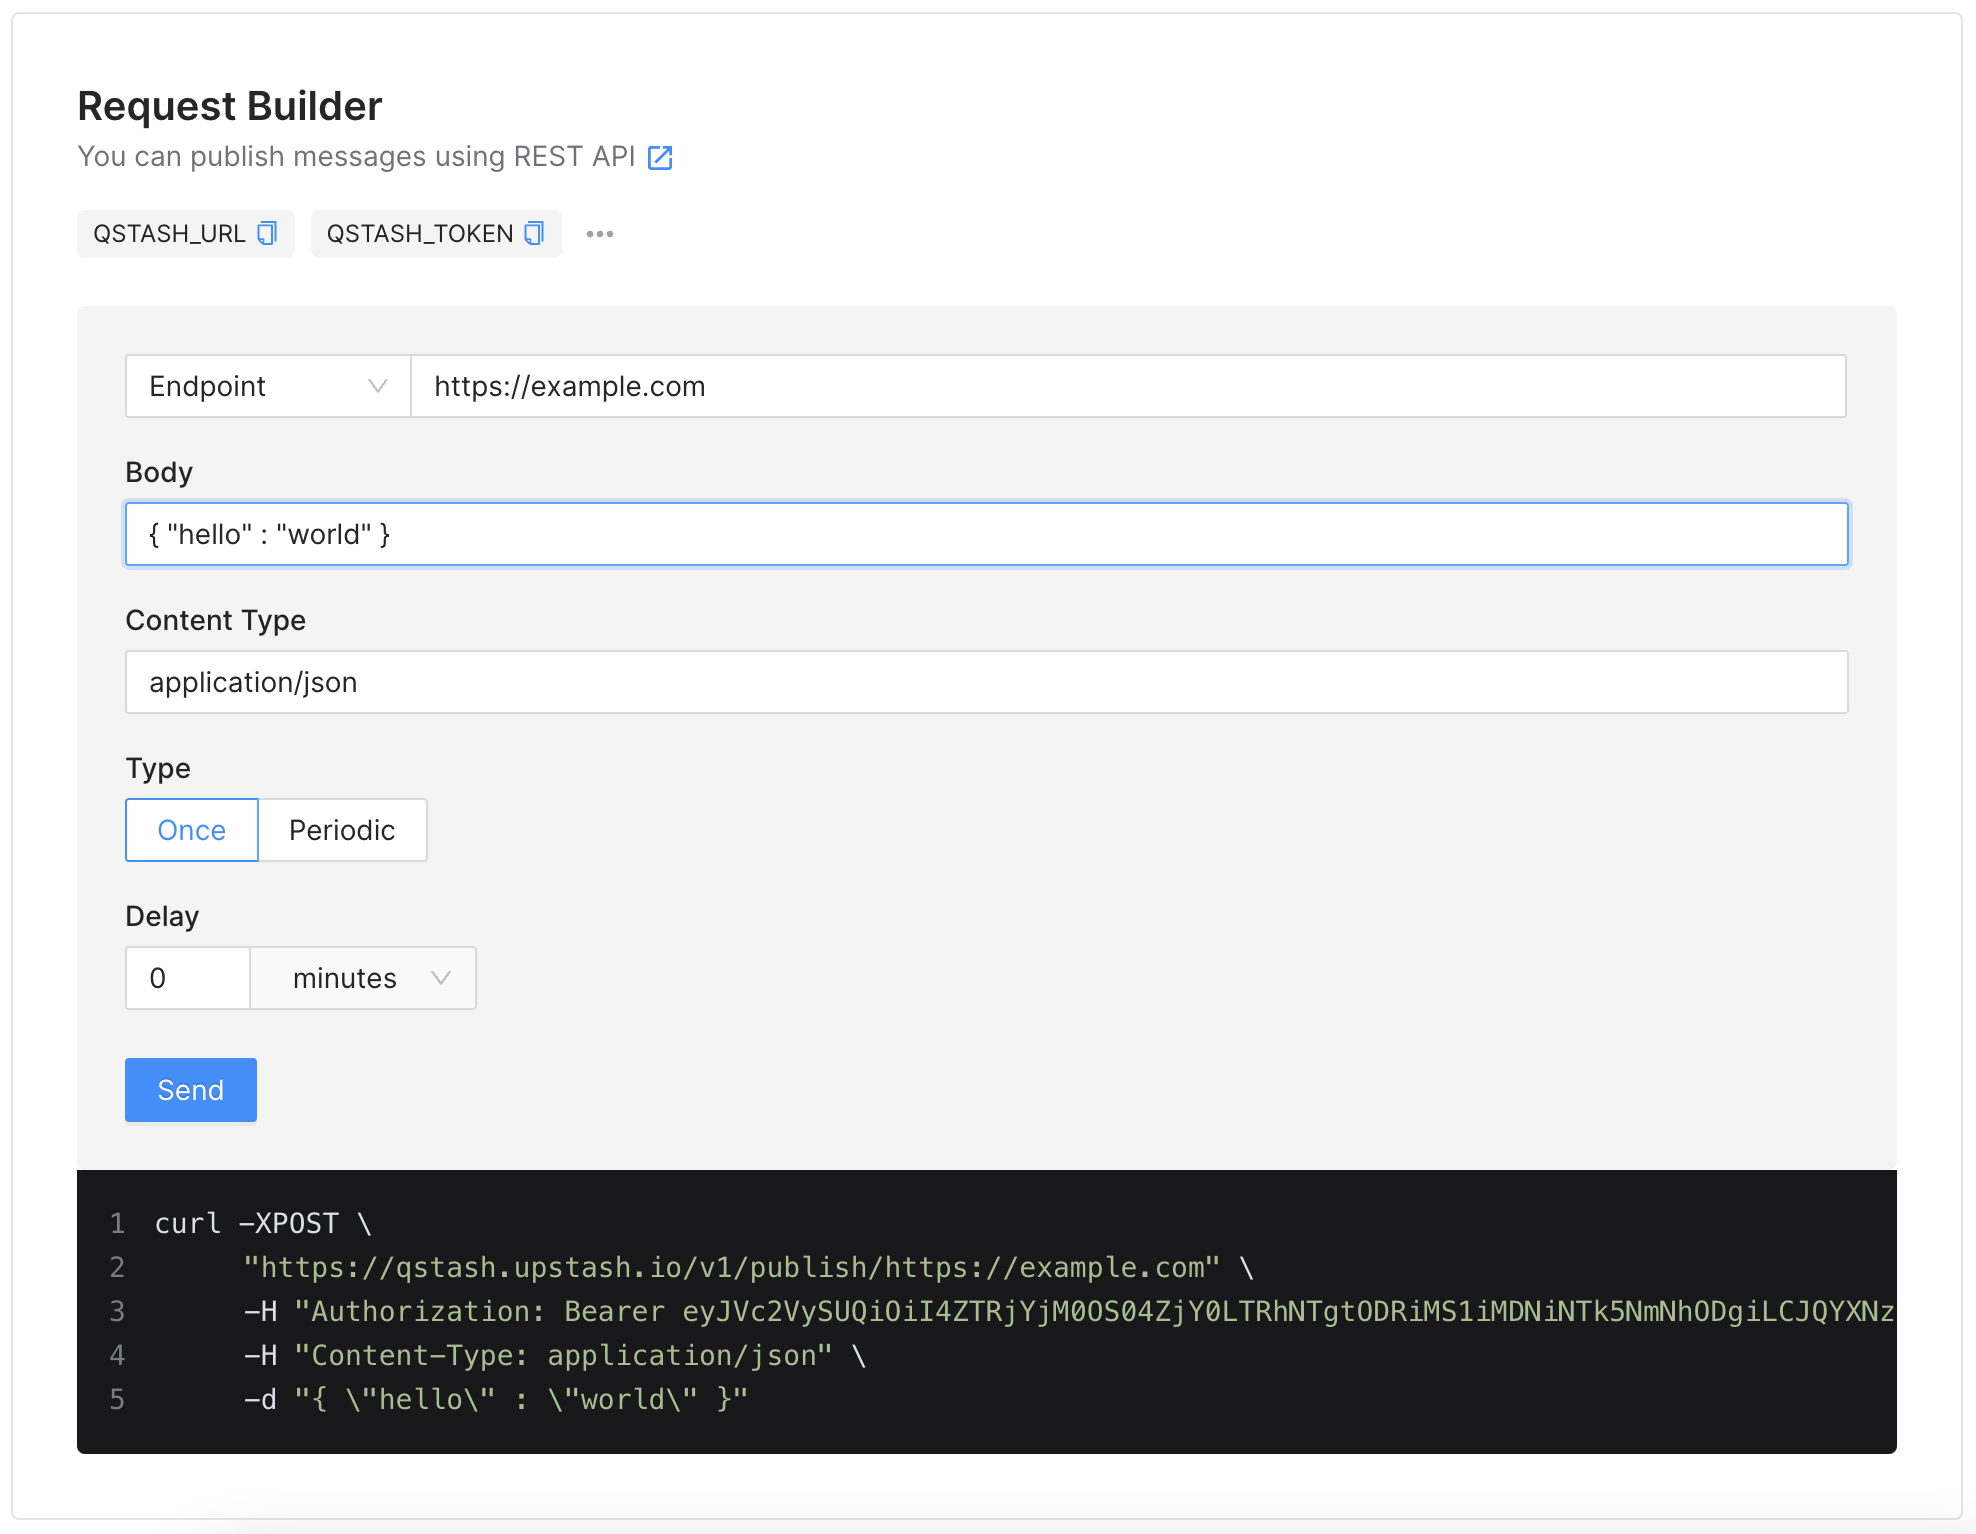 Request Builder
You can publish messages using REST API
QSTASH_URL QSTASH_TOKEN •••
Endpoint https://example.com
Body
{ "hello" : "world" }
Content Type
application/json
Type
Once Periodic
Delay
0 minutes
Send
1 curl -XPOST \
2 "https://qstash.upstash.io/v1/publish/https://example.com" \
3 -H "Authorization: Bearer eyJVc2VySUQiOiI4ZTRjYjM0OS04ZjY0LTRhNTgtODRiMS1iMDNiNTk5NmNhODgiLCJQYXNz
4 -H "Content-Type: application/json" \
5 -d "{ \"hello\" : \"world\" }"